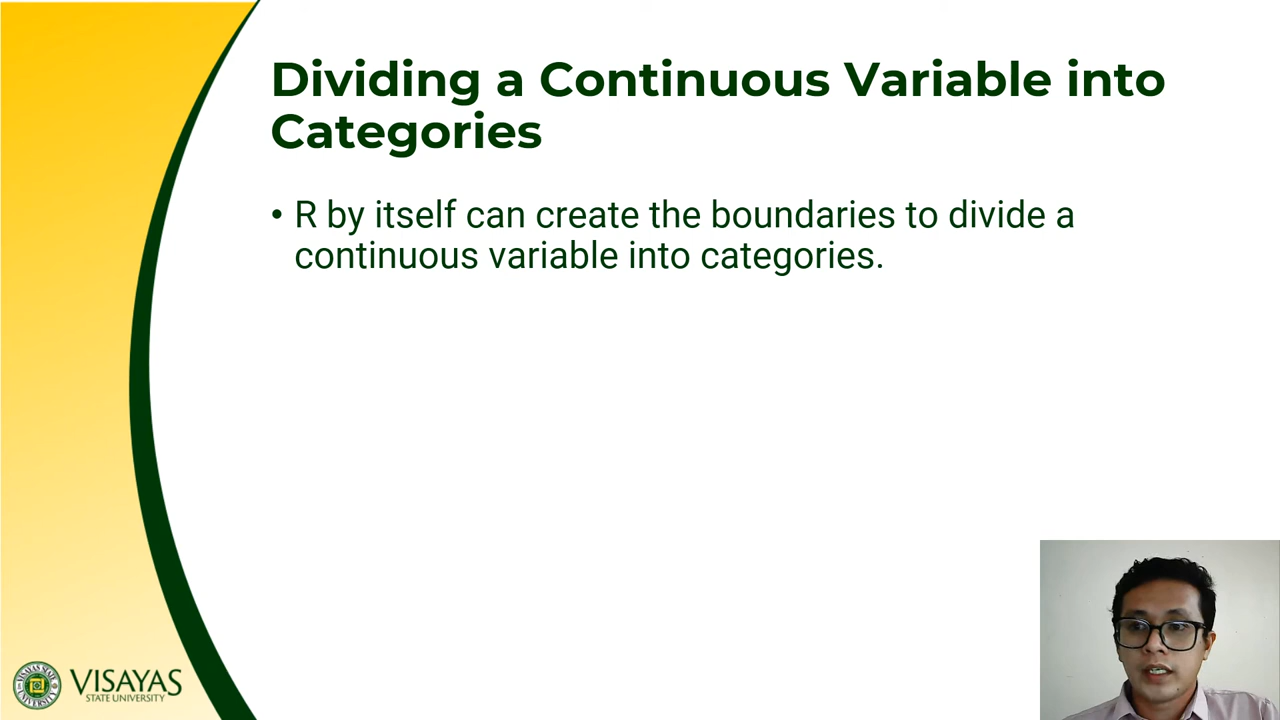 Dividing a Continuous Variable into
Categories
• R by itself can create the boundaries to divide a
continuous variable into categories.
VISAYAS
STATE UNIVERSITY